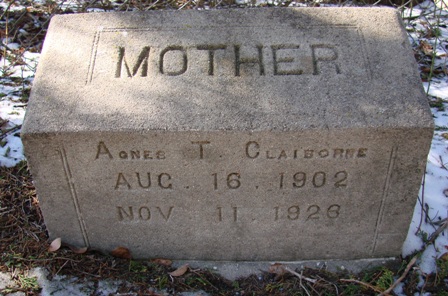 MOTHER
AGNES T. CLAIBORNE
AUG. 16. 1902
NOV 11. 1926